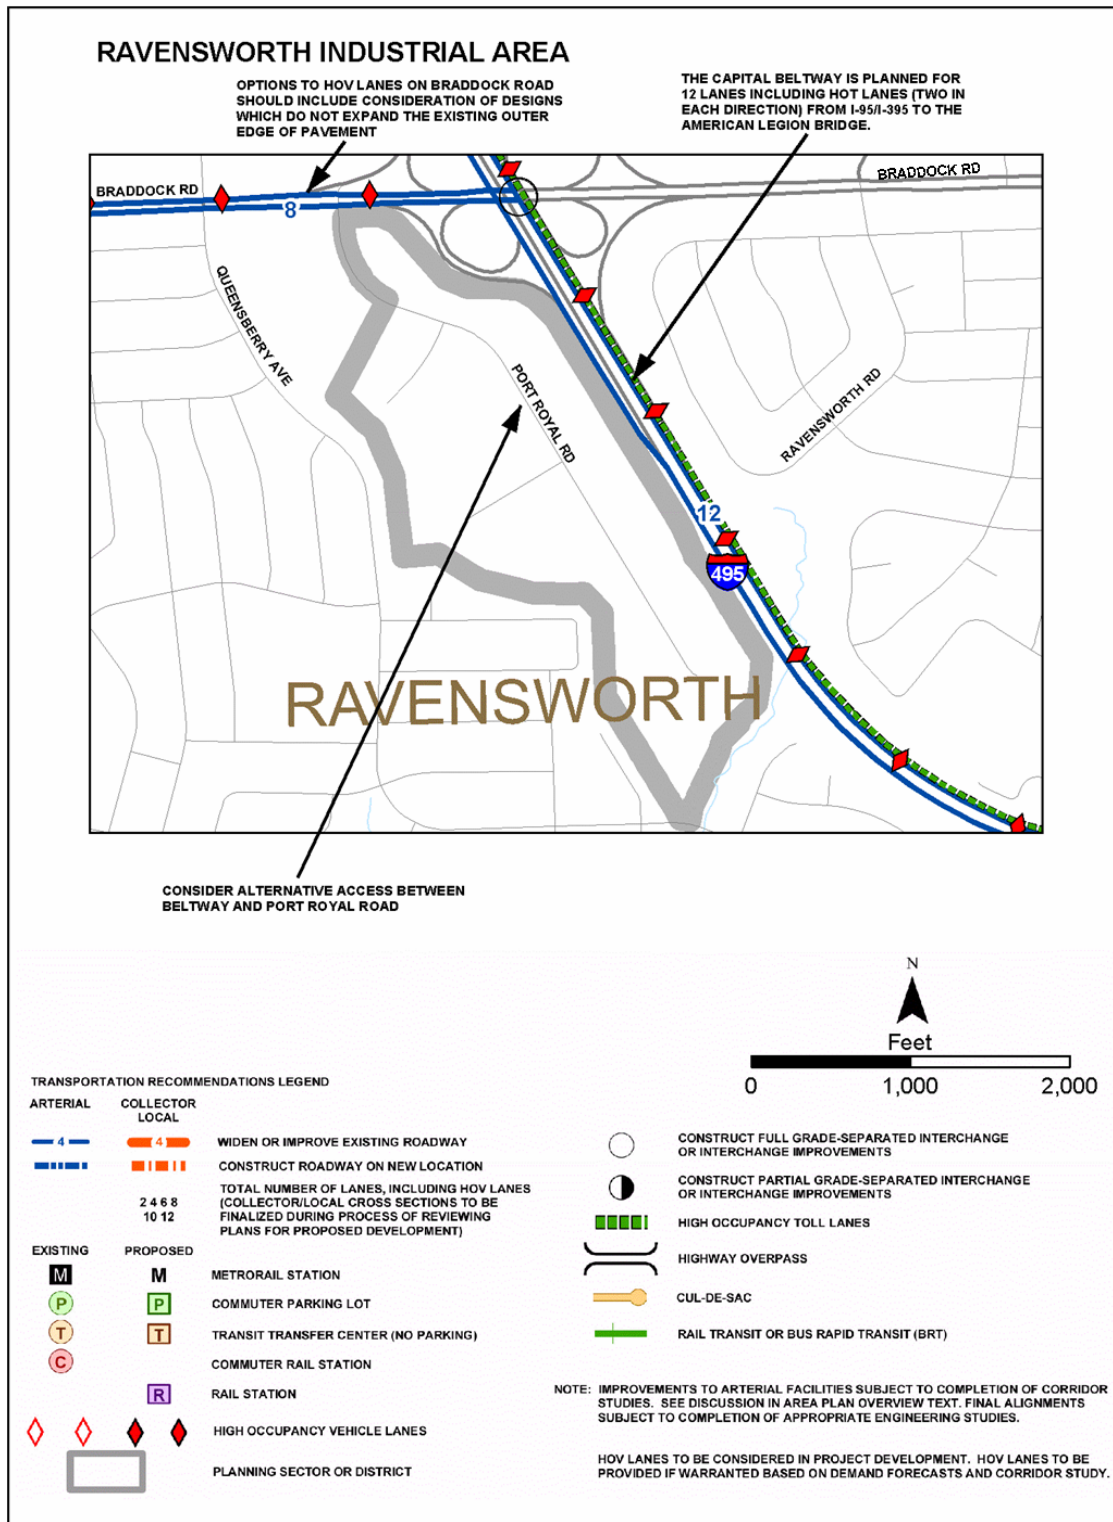 RAVENSWORTH INDUSTRIAL AREA
OPTIONS TO HOV LANES ON BRADDOCK ROAD
SHOULD INCLUDE CONSIDERATION OF DESIGNS
WHICH DO NOT EXPAND THE EXISTING OUTER
EDGE OF PAVEMENT
THE CAPITAL BELTWAY IS PLANNED FOR
12 LANES INCLUDING HOT LANES (TWO IN
EACH DIRECTION) FROM I-95/I-395 TO THE
AMERICAN LEGION BRIDGE.
BRADDOCK RD
8
BRADDOCK RD
QUEENSBERRY AVE
PORT ROYAL RD
RAVENSWORTH RD
12
495
RAVENSWORTH
CONSIDER ALTERNATIVE ACCESS BETWEEN
BELTWAY AND PORT ROYAL ROAD
N
Feet
0 1,000 2,000
TRANSPORTATION RECOMMENDATIONS LEGEND
ARTERIAL COLLECTOR
LOCAL
4 4 WIDEN OR IMPROVE EXISTING ROADWAY
CONSTRUCT ROADWAY ON NEW LOCATION
2 4 6 8
10 12
TOTAL NUMBER OF LANES, INCLUDING HOV LANES
(COLLECTOR/LOCAL CROSS SECTIONS TO BE
FINALIZED DURING PROCESS OF REVIEWING
PLANS FOR PROPOSED DEVELOPMENT)
EXISTING PROPOSED
M M METRORAIL STATION
P P COMMUTER PARKING LOT
T T TRANSIT TRANSFER CENTER (NO PARKING)
C COMMUTER RAIL STATION
R RAIL STATION
HIGH OCCUPANCY VEHICLE LANES
PLANNING SECTOR OR DISTRICT
CONSTRUCT FULL GRADE-SEPARATED INTERCHANGE
OR INTERCHANGE IMPROVEMENTS
CONSTRUCT PARTIAL GRADE-SEPARATED INTERCHANGE
OR INTERCHANGE IMPROVEMENTS
HIGH OCCUPANCY TOLL LANES
HIGHWAY OVERPASS
CUL-DE-SAC
RAIL TRANSIT OR BUS RAPID TRANSIT (BRT)
NOTE: IMPROVEMENTS TO ARTERIAL FACILITIES SUBJECT TO COMPLETION OF CORRIDOR
STUDIES. SEE DISCUSSION IN AREA PLAN OVERVIEW TEXT. FINAL ALIGNMENTS
SUBJECT TO COMPLETION OF APPROPRIATE ENGINEERING STUDIES.
HOV LANES TO BE CONSIDERED IN PROJECT DEVELOPMENT. HOV LANES TO BE
PROVIDED IF WARRANTED BASED ON DEMAND FORECASTS AND CORRIDOR STUDY.